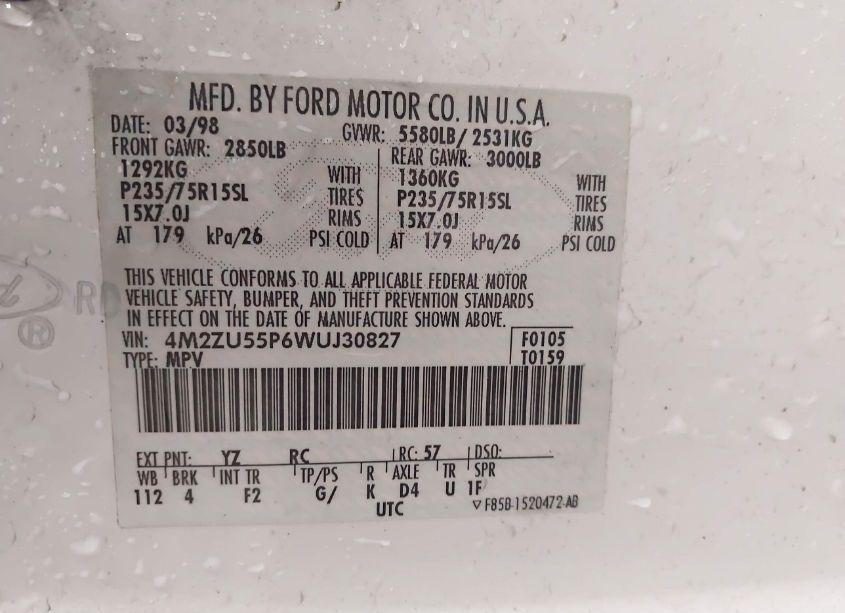 MFD. BY FORD MOTOR CO. IN U.S.A.
DATE: 03/98 GVWR: 5580LB/ 2531KG
FRONT GAWR: 2850LB REAR GAWR: 3000LB
1292KG WITH 1360KG WITH
P235/75R15SL TIRES P235/75R15SL TIRES
15X7.0J RIMS 15X7.0J RIMS
AT 179 kPa/26 PSI COLD AT 179 kPa/26 PSI COLD
THIS VEHICLE CONFORMS TO ALL APPLICABLE FEDERAL MOTOR
VEHICLE SAFETY, BUMPER, AND THEFT PREVENTION STANDARDS
IN EFFECT ON THE DATE OF MANUFACTURE SHOWN ABOVE.
VIN: 4M2ZU55P6WUJ30827 F0105
TYPE: MPV T0159
EXT PNT: YZ RC RC: 57 DSO:
WB BRK INT TR TP/PS R AXLE TR SPR
112 4 F2 G/ K D4 U 1F
UTC ▽ F85B-1520472-AB
RD
®